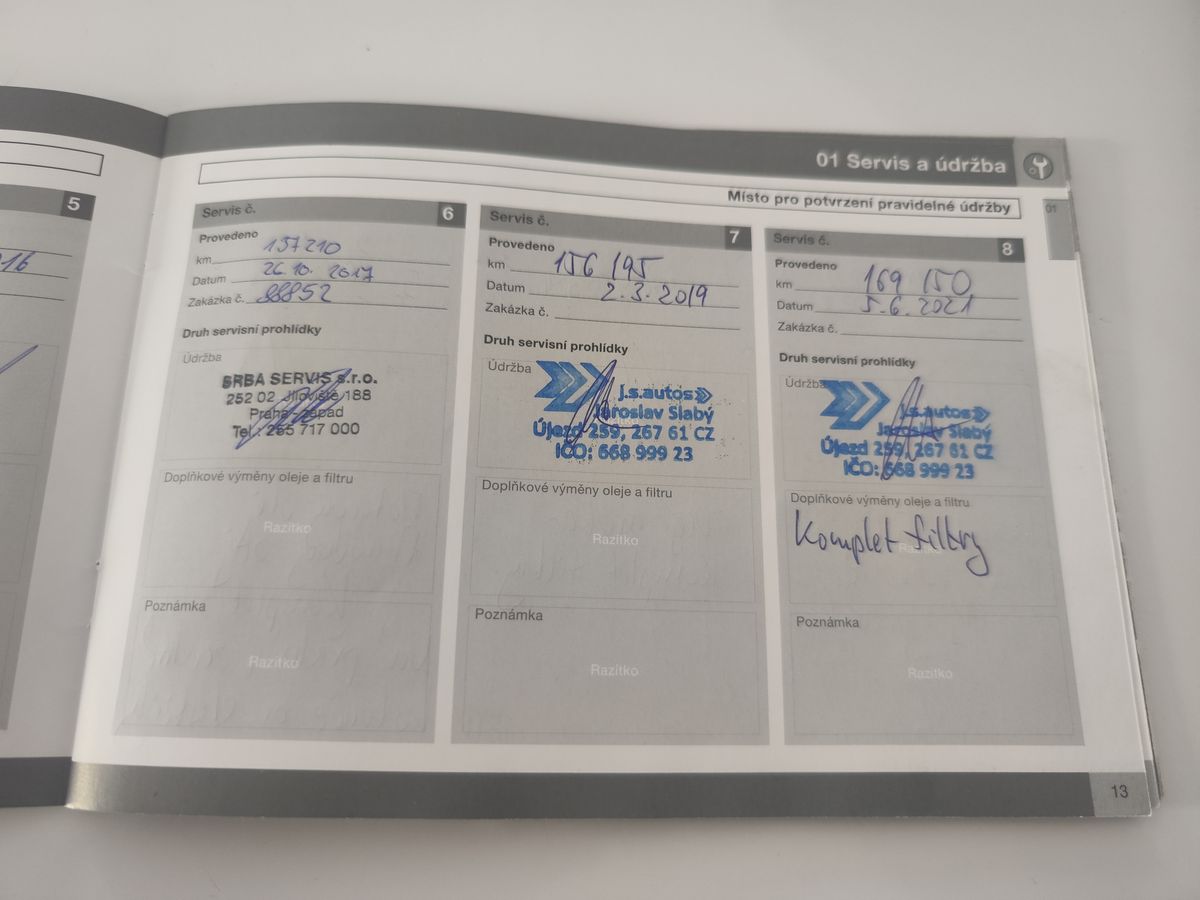 01 Servis a údržba
Místo pro potvrzení pravidelné údržby
01
5
16
Servis č. 6
Provedeno
km 137210
Datum 26.10. 2017
Zakázka č. 88852
Druh servisní prohlídky
Údržba
BRBA SERVIS s.r.o.
252 02 Jíloviště 188
Praha - západ
Tel.: 255 717 000
Doplňkové výměny oleje a filtru
Razítko
Poznámka
Razítko
Servis č. 7
Provedeno
km 156 195
Datum 2.3.2019
Zakázka č.
Druh servisní prohlídky
Údržba
j.s.autos
Jaroslav Slabý
Újezd 259, 267 61 CZ
IČO: 668 999 23
Doplňkové výměny oleje a filtru
Razítko
Poznámka
Razítko
Servis č. 8
Provedeno
km 169 150
Datum 5.6.2021
Zakázka č.
Druh servisní prohlídky
Údržba
j.s.autos
Jaroslav Slabý
Újezd 259, 267 61 CZ
IČO: 668 999 23
Doplňkové výměny oleje a filtru
Komplet filtry
Poznámka
Razítko
13